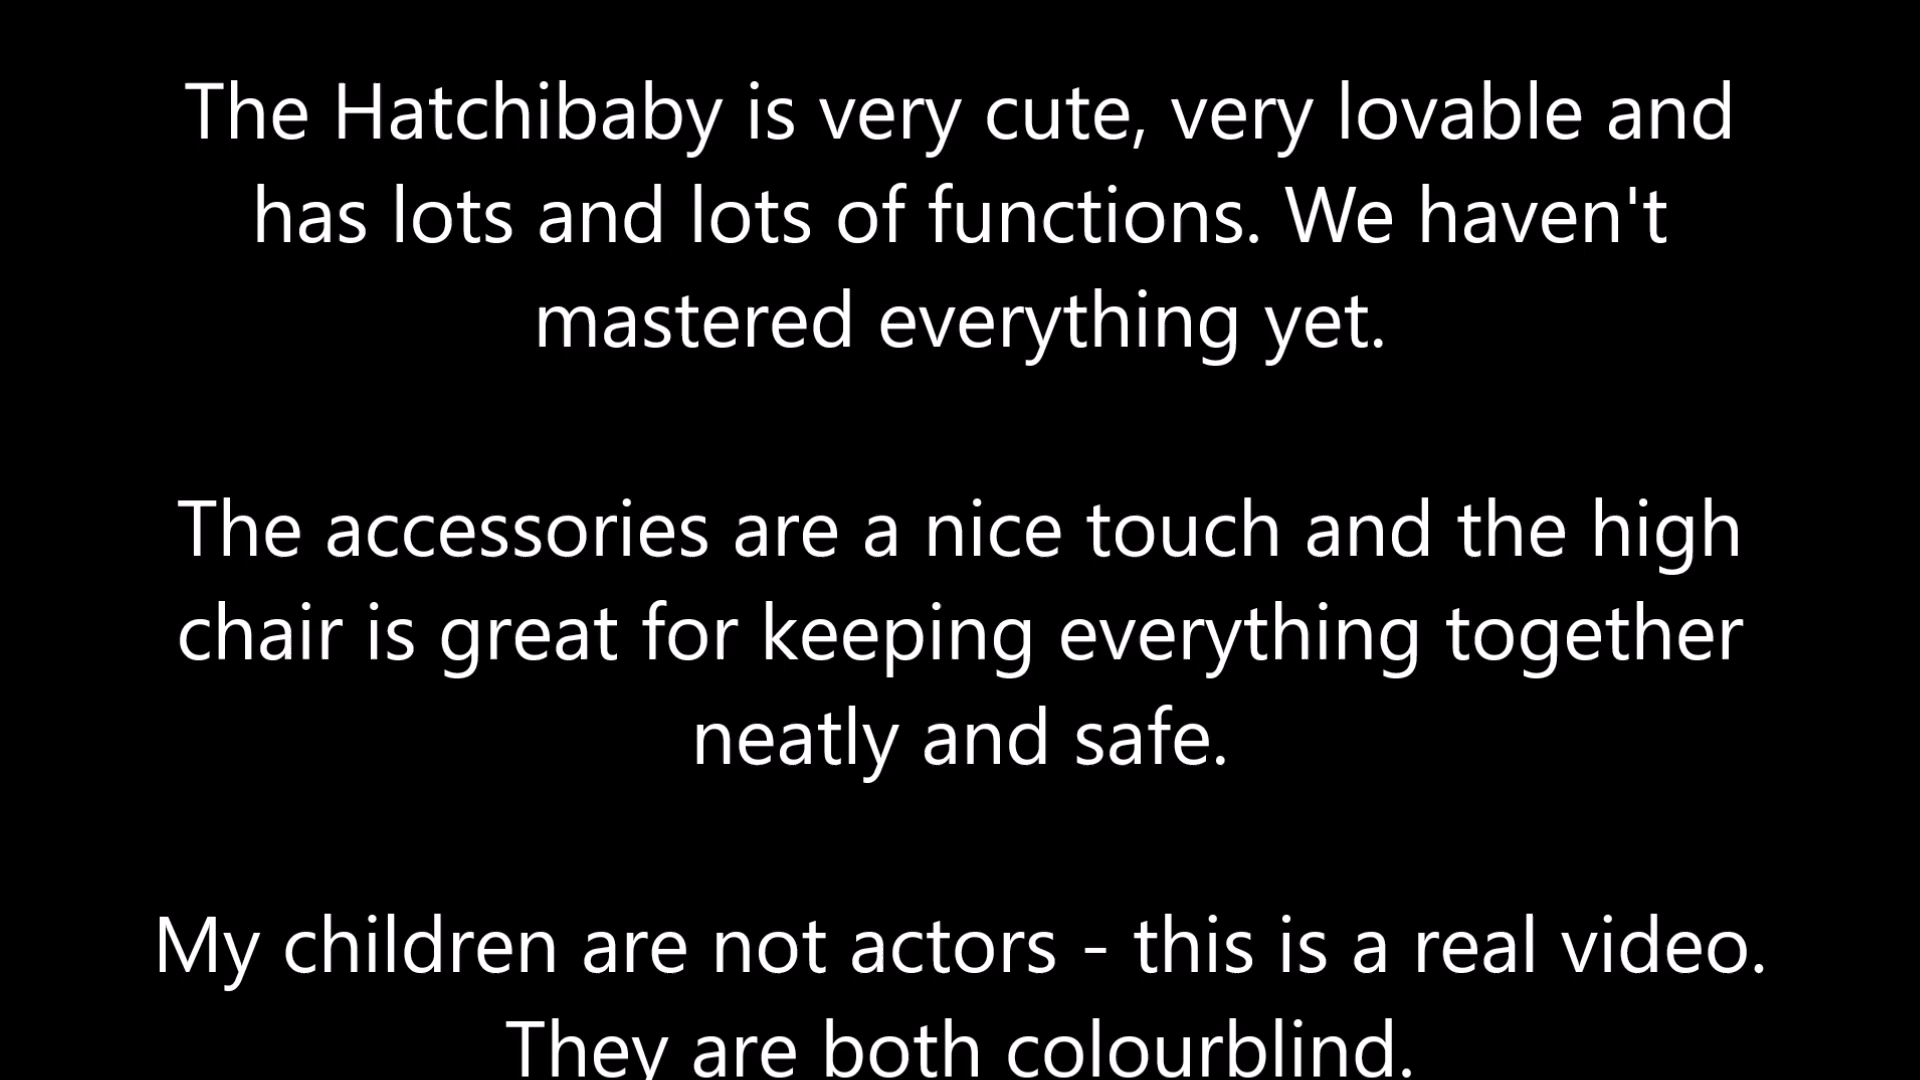 The Hatchibaby is very cute, very lovable and
has lots and lots of functions. We haven't
mastered everything yet.
The accessories are a nice touch and the high
chair is great for keeping everything together
neatly and safe.
My children are not actors - this is a real video.
They are both colourblind.